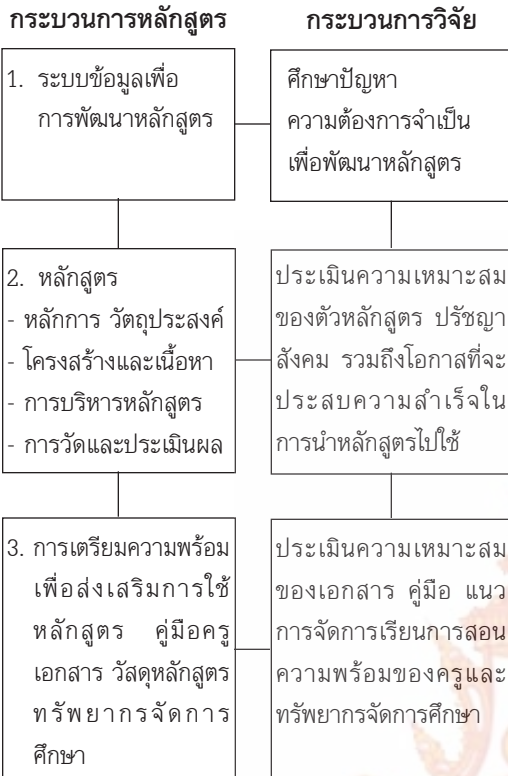 กระบวนการหลักสูตร
กระบวนการวิจัย
1. ระบบข้อมูลเพื่อ
การพัฒนาหลักสูตร
ศึกษาปัญหา
ความต้องการจำเป็น
เพื่อพัฒนาหลักสูตร
2. หลักสูตร
- หลักการ วัตถุประสงค์
- โครงสร้างและเนื้อหา
- การบริหารหลักสูตร
- การวัดและประเมินผล
ประเมินความเหมาะสม
ของตัวหลักสูตร ปรัชญา
สังคม รวมถึงโอกาสที่จะ
ประสบความสำเร็จใน
การนำหลักสูตรไปใช้
3. การเตรียมความพร้อม
เพื่อส่งเสริมการใช้
หลักสูตร คู่มือครู
เอกสาร วัสดุหลักสูตร
ทรัพยากรจัดการ
ศึกษา
ประเมินความเหมาะสม
ของเอกสาร คู่มือ แนว
การจัดการเรียนการสอน
ความพร้อมของครูและ
ทรัพยากรจัดการศึกษา